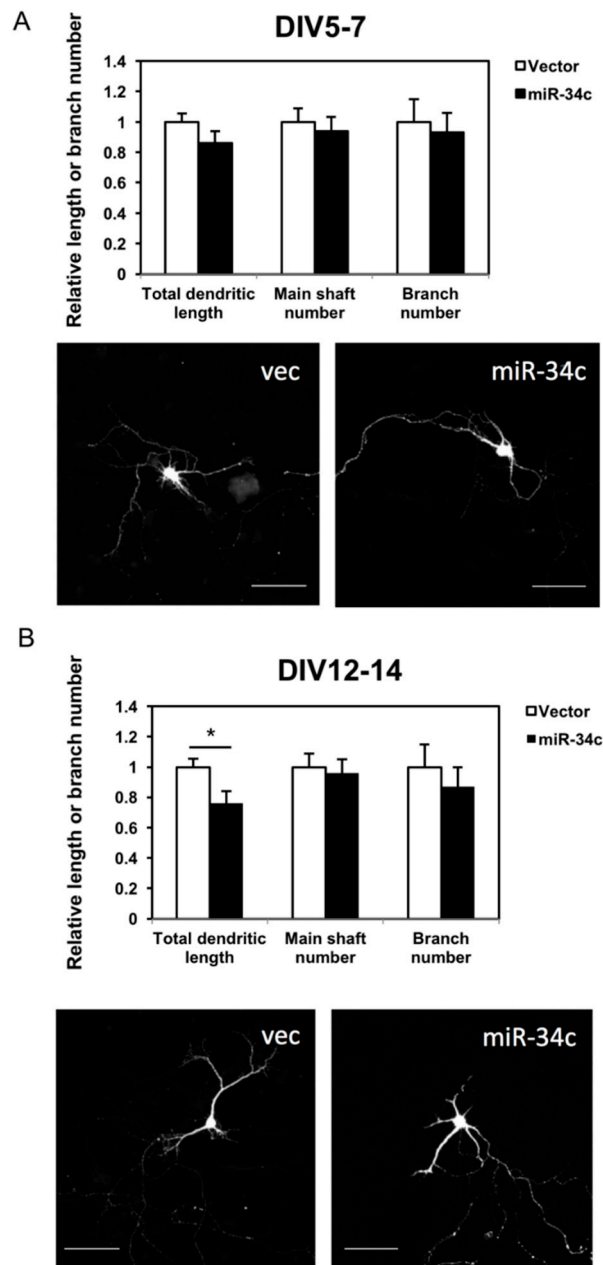 A
DIV5-7
Relative length or branch number
1.4
1.2
1
0.8
0.6
0.4
0.2
0
Vector
miR-34c
Total dendritic
length
Main shaft
number
Branch
number
vec
miR-34c
B
DIV12-14
Relative length or branch number
1.4
1.2
1
0.8
0.6
0.4
0.2
0
*
Vector
miR-34c
Total dendritic
length
Main shaft
number
Branch
number
vec
miR-34c